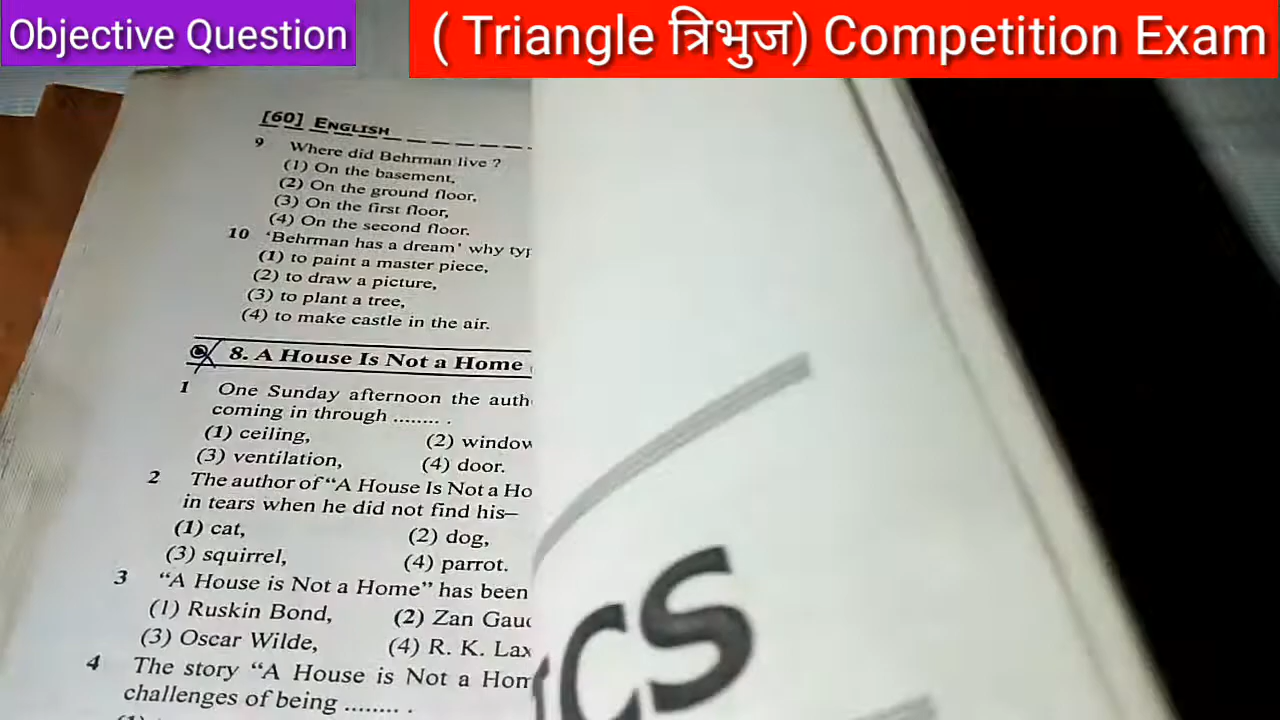 Objective Question
( Triangle त्रिभुज) Competition Exam
[60] ENGLISH
9 Where did Behrman live ?
(1) On the basement,
(2) On the ground floor,
(3) On the first floor,
(4) On the second floor.
10 ‘Behrman has a dream’ why
(1) to paint a master piece,
(2) to draw a picture,
(3) to plant a tree,
(4) to make castle in the air.
8. A House Is Not a Home
1 One Sunday afternoon the
coming in through ........ .
(1) ceiling, (2) window
(3) ventilation, (4) door.
2 The author of “A House Is Not a
in tears when he did not find his–
(1) cat, (2) dog,
(3) squirrel, (4) parrot.
3 “A House is Not a Home” has been
(1) Ruskin Bond, (2) Zan
(3) Oscar Wilde, (4) R. K.
4 The story “A House is Not a
challenges of being ........ .
CS